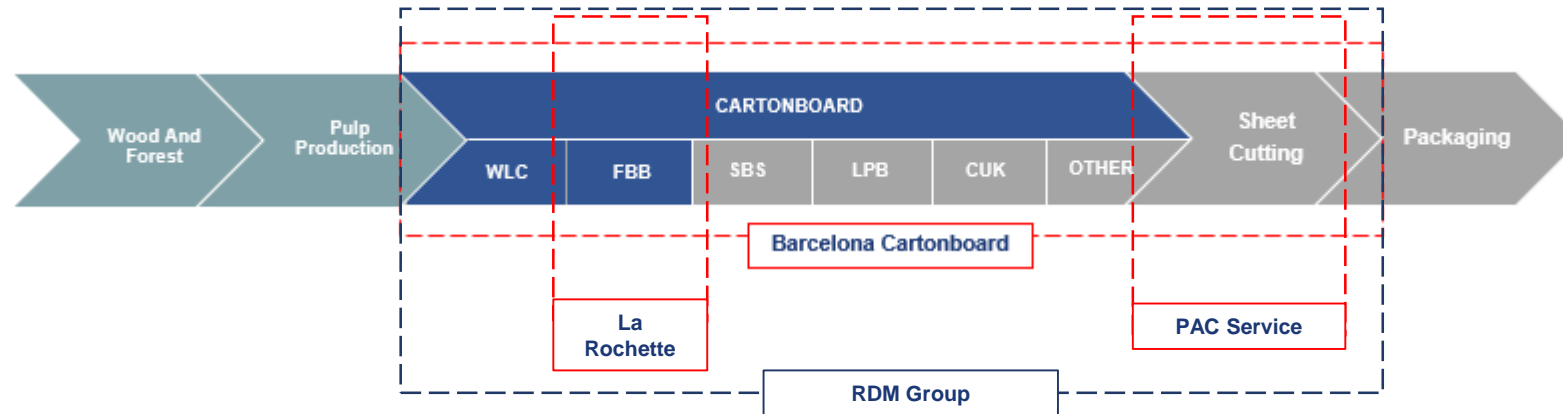 CARTONBOARD
Wood And
Forest
Pulp
Production
Sheet
Cutting
Packaging
WLC
FBB
SBS
LPB
CUK
OTHER
Barcelona Cartonboard
La
Rochette
PAC Service
RDM Group